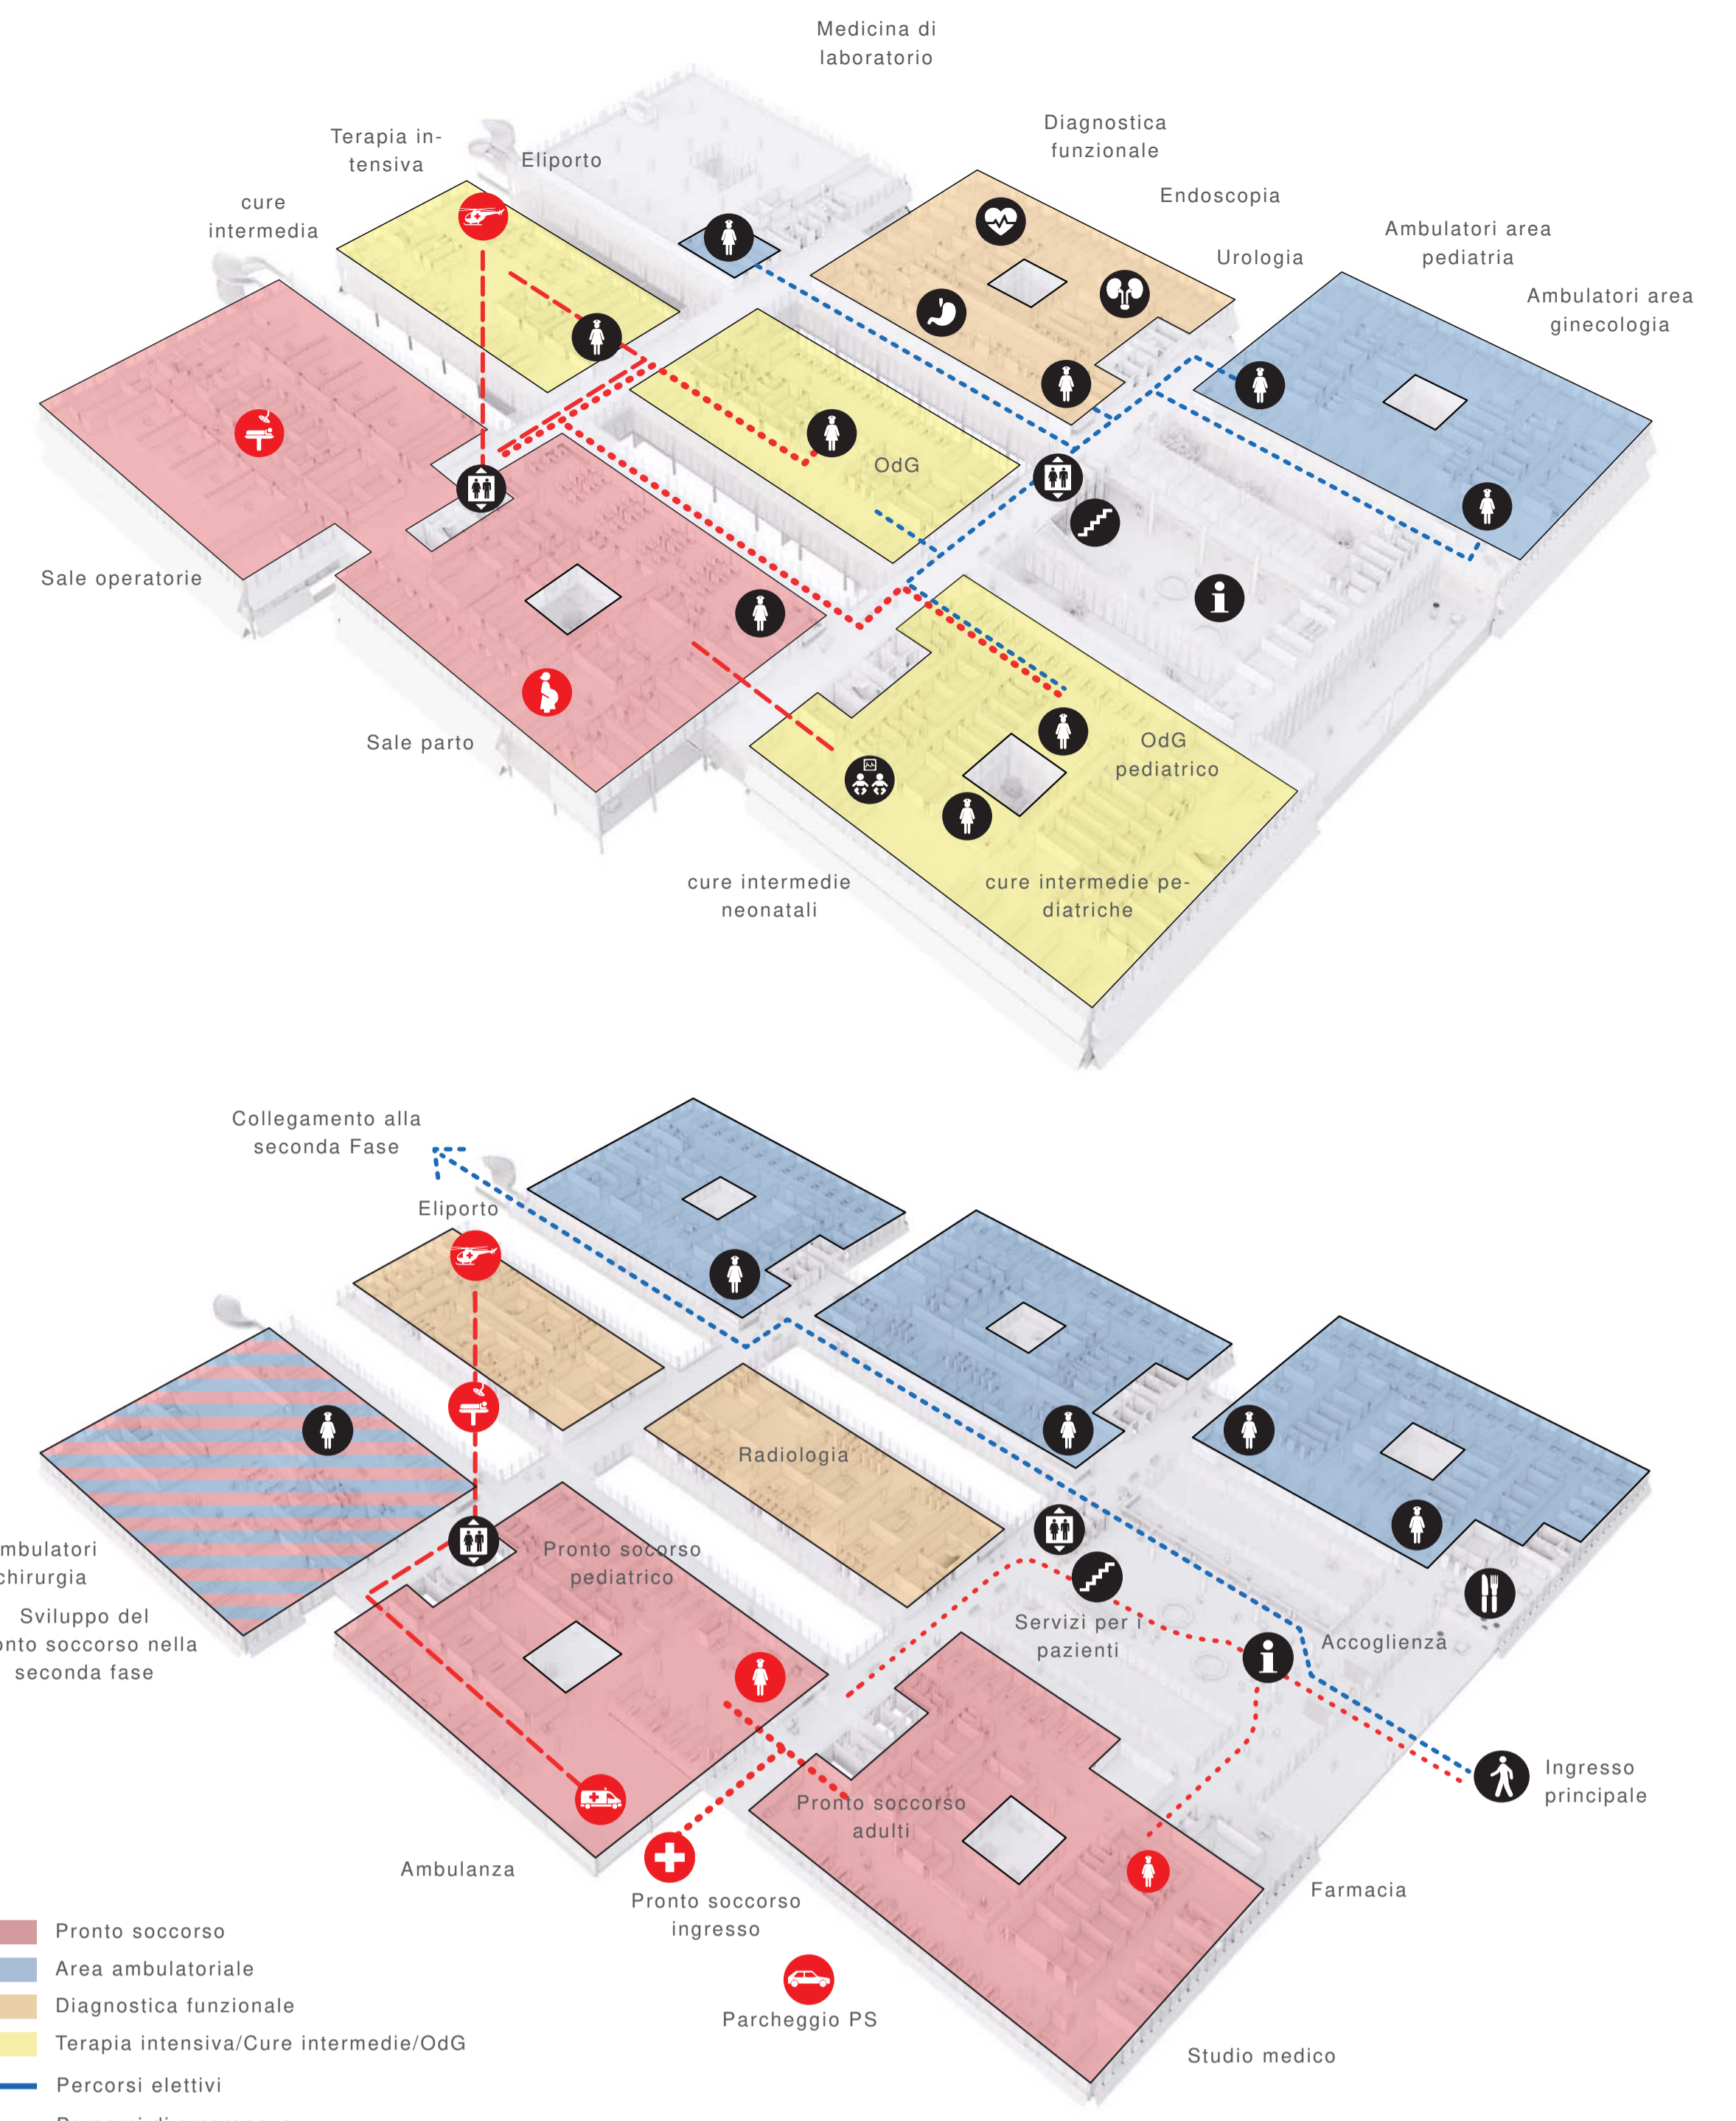 Medicina di
laboratorio
Diagnostica
funzionale
Terapia in-
tensiva
Eliporto
Endoscopia
cure
intermedia
Ambulatori area
pediatria
Urologia
Ambulatori area
ginecologia
OdG
Sale operatorie
Sale parto
OdG
pediatrico
cure intermedie
neonatali
cure intermedie pe-
diatriche
Collegamento alla
seconda Fase
Eliporto
Radiologia
Pronto socorso
pediatrico
mbulatori
chirurgia
Sviluppo del
onto soccorso nella
seconda fase
Servizi per i
pazienti
Accoglienza
Ingresso
principale
Pronto soccorso
adulti
Ambulanza
Pronto soccorso
ingresso
Farmacia
Parcheggio PS
Studio medico
Pronto soccorso
Area ambulatoriale
Diagnostica funzionale
Terapia intensiva/Cure intermedie/OdG
Percorsi elettivi